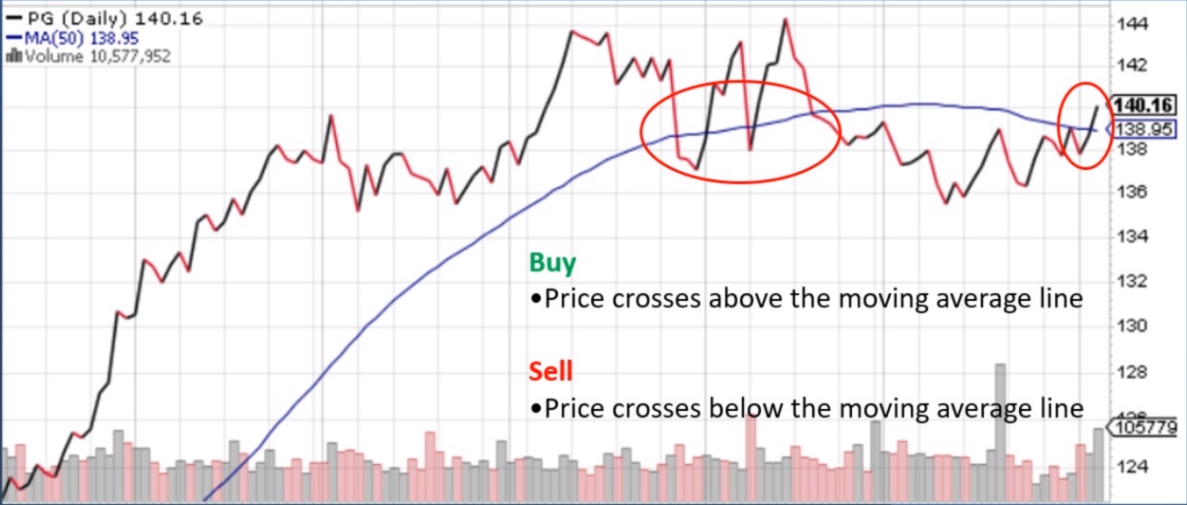 PG (Daily) 140.16
MA(50) 138.95
Volume 10,577,952
144
142
140.16
138.95
138
136
134
Buy
132
•Price crosses above the moving average line
130
Sell
128
•Price crosses below the moving average line
126
105779
124